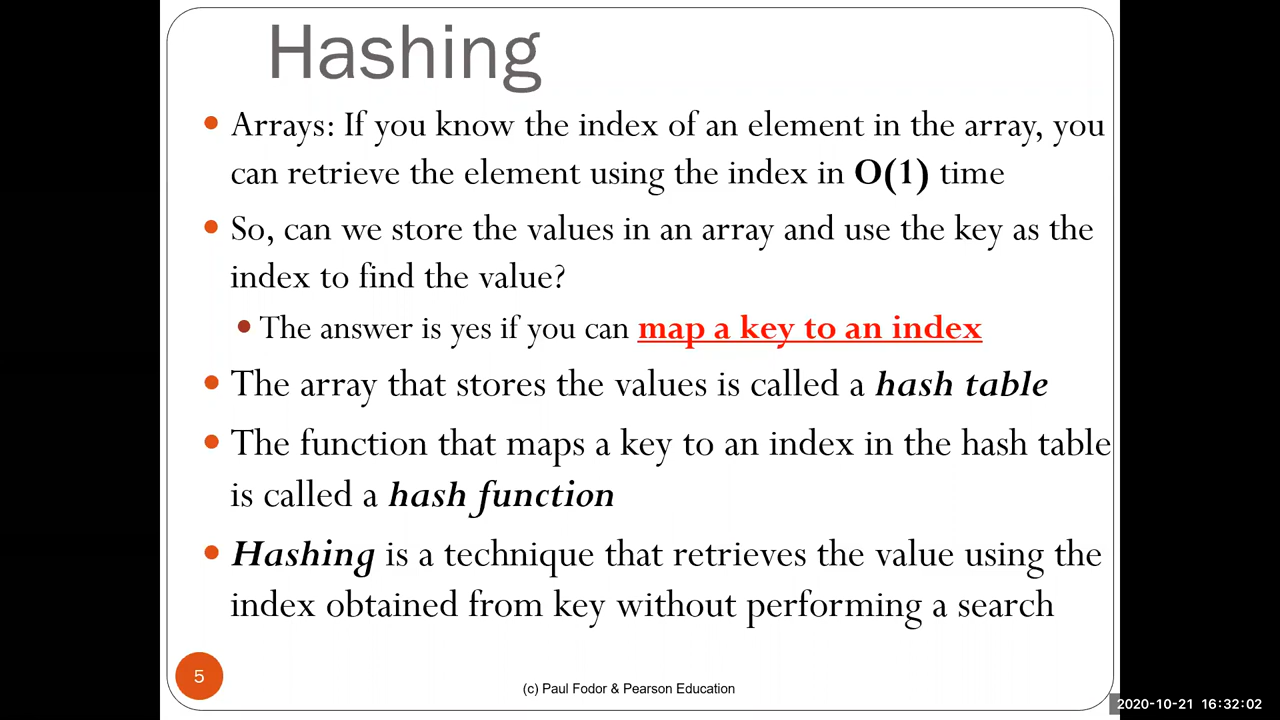 Hashing
• Arrays: If you know the index of an element in the array, you
can retrieve the element using the index in O(1) time
• So, can we store the values in an array and use the key as the
index to find the value?
• The answer is yes if you can map a key to an index
• The array that stores the values is called a hash table
• The function that maps a key to an index in the hash table
is called a hash function
• Hashing is a technique that retrieves the value using the
index obtained from key without performing a search
5
(c) Paul Fodor & Pearson Education
2020-10-21 16:32:02